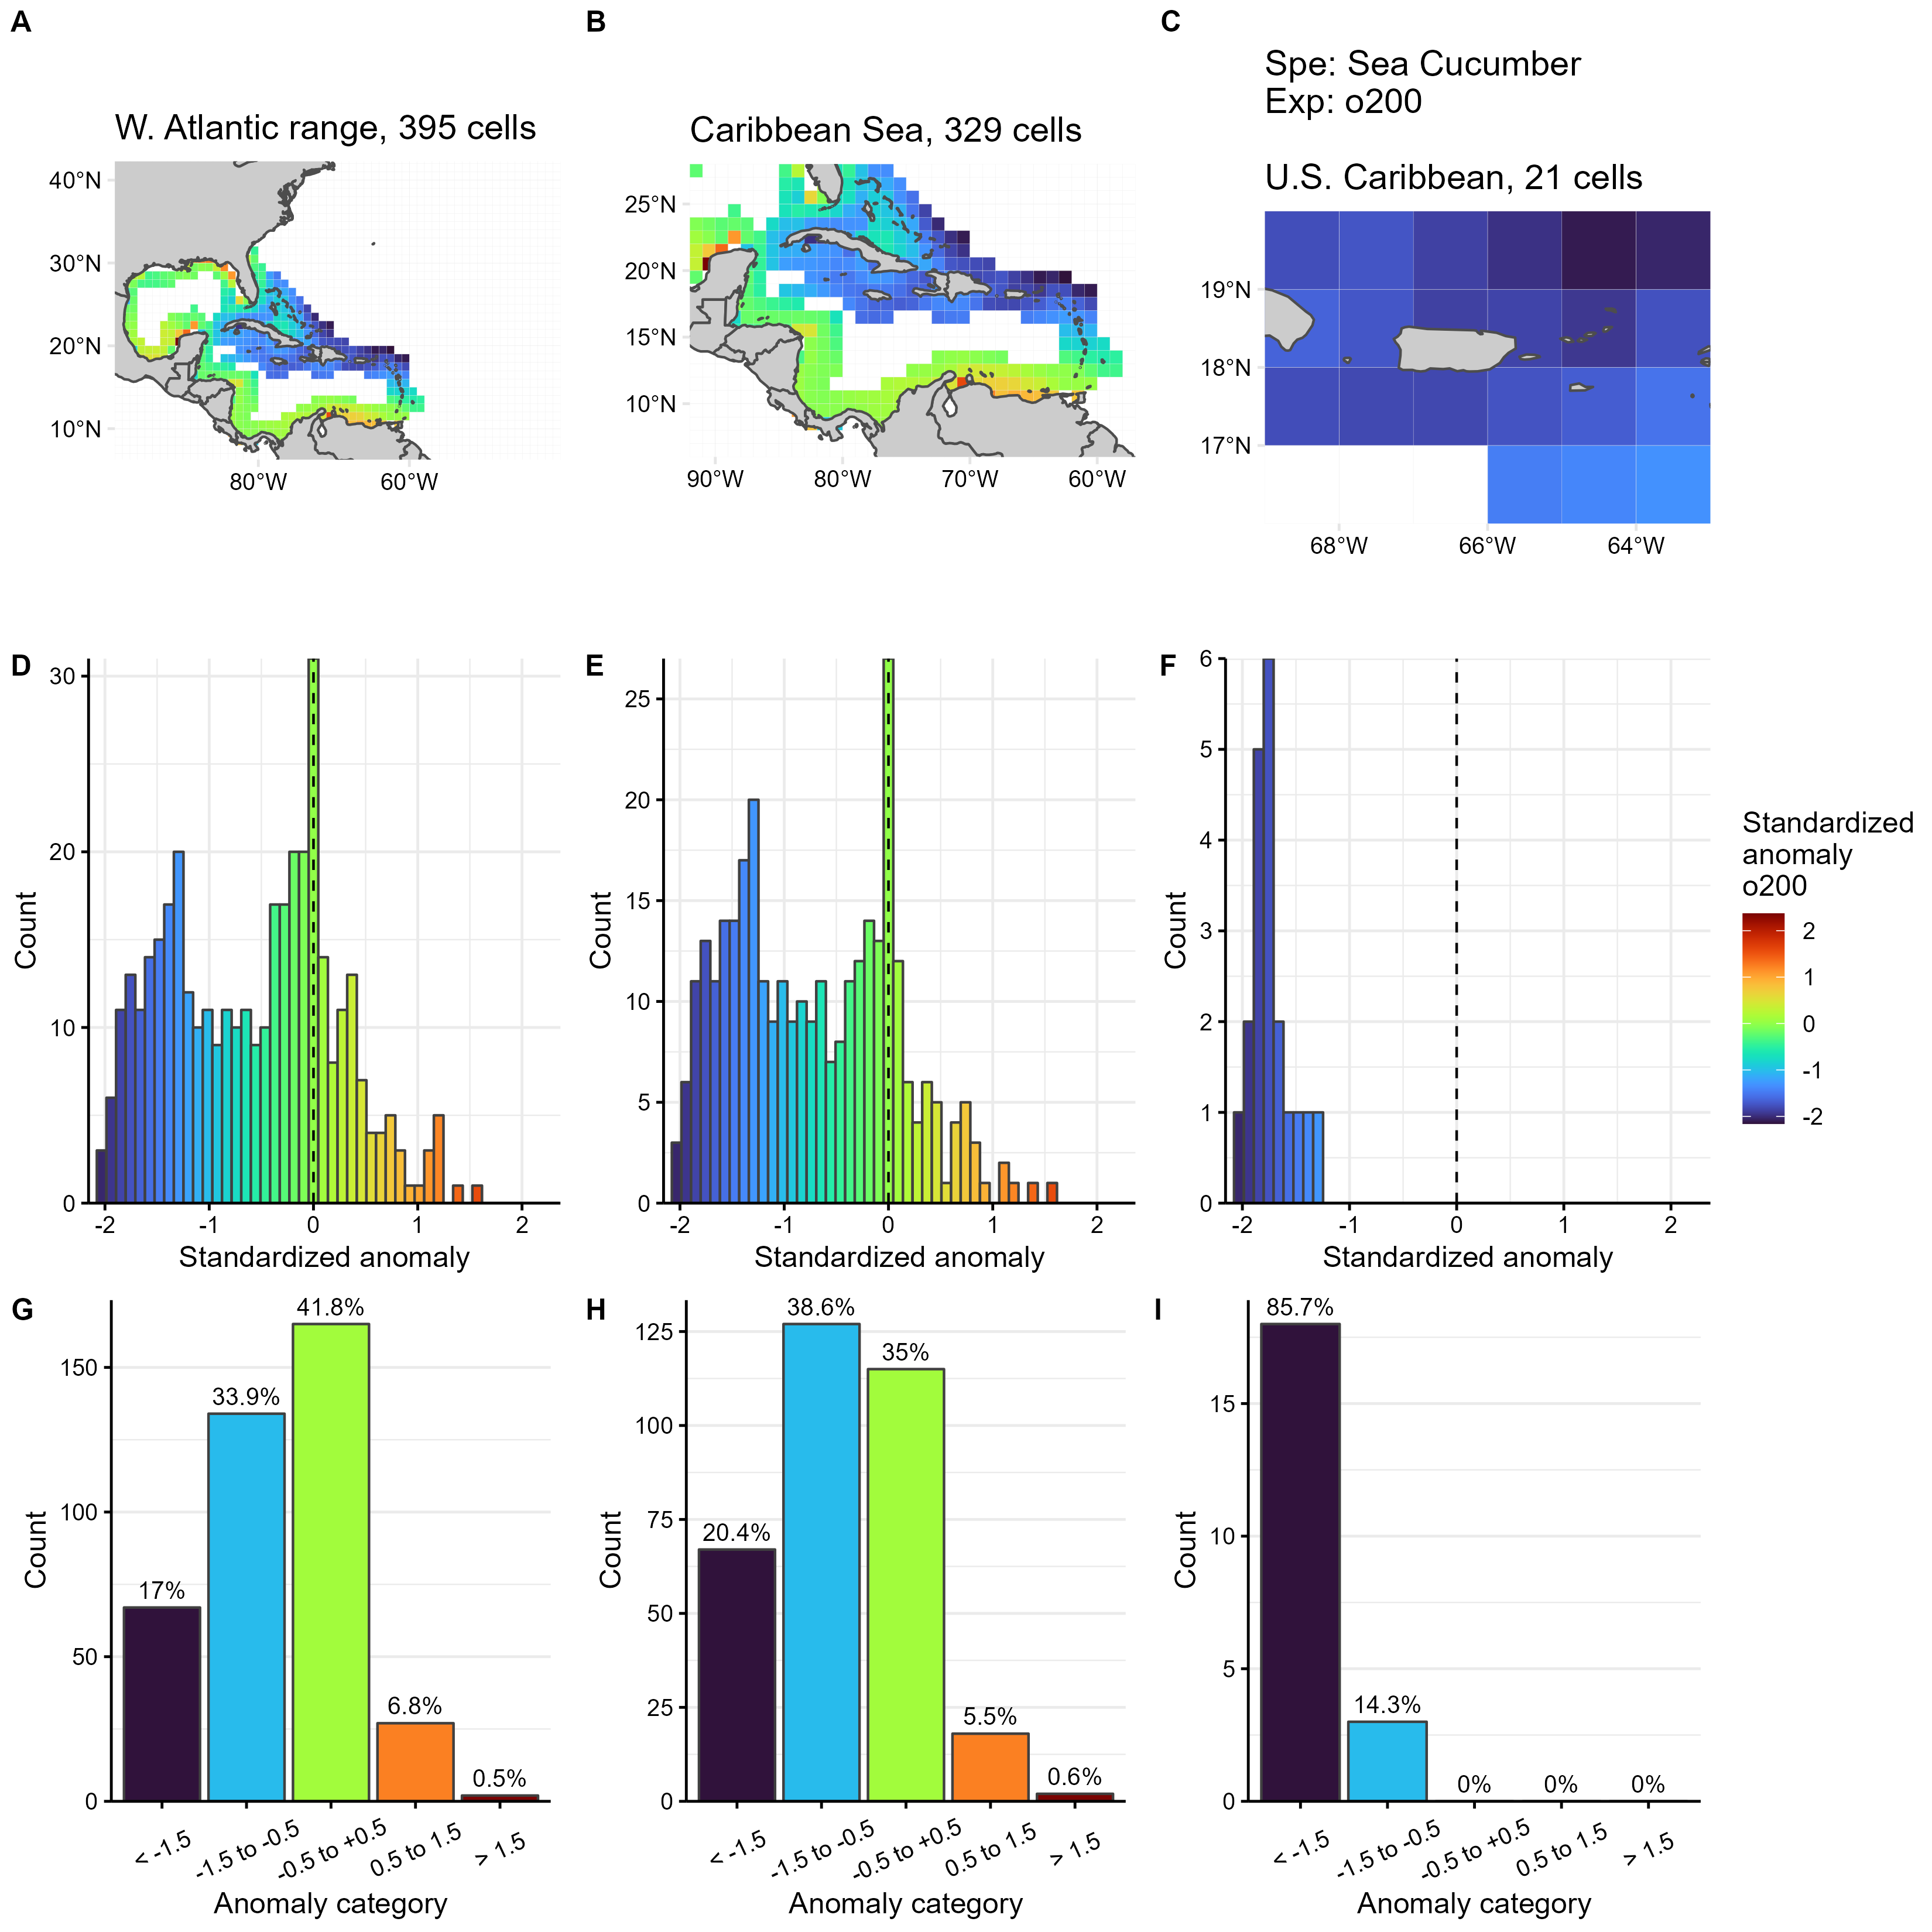 A
B
C
Spe: Sea Cucumber
Exp: o200
W. Atlantic range, 395 cells
Caribbean Sea, 329 cells
U.S. Caribbean, 21 cells
40°N
30°N
20°N
10°N
80°W
60°W
25°N
20°N
15°N
10°N
90°W
80°W
70°W
60°W
19°N
18°N
17°N
68°W
66°W
64°W
D
30
20
10
0
Count
-2
-1
0
1
2
Standardized anomaly
E
25
20
15
10
5
0
Count
-2
-1
0
1
2
Standardized anomaly
F
6
5
4
3
2
1
0
Count
-2
-1
0
1
2
Standardized anomaly
Standardized
anomaly
o200
2
1
0
-1
-2
G
150
100
50
0
Count
17%
33.9%
41.8%
6.8%
0.5%
< -1.5
-1.5 to -0.5
-0.5 to +0.5
0.5 to 1.5
> 1.5
Anomaly category
H
125
100
75
50
25
0
Count
20.4%
38.6%
35%
5.5%
0.6%
< -1.5
-1.5 to -0.5
-0.5 to +0.5
0.5 to 1.5
> 1.5
Anomaly category
I
15
10
5
0
Count
85.7%
14.3%
0%
0%
0%
< -1.5
-1.5 to -0.5
-0.5 to +0.5
0.5 to 1.5
> 1.5
Anomaly category